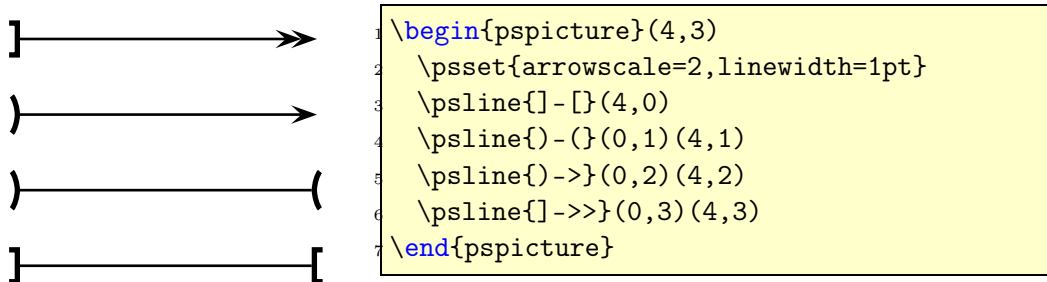 1 \begin{pspicture}(4,3)
2   \psset{arrowscale=2,linewidth=1pt}
3   \psline{]-[}(4,0)
4   \psline{)-(}(0,1)(4,1)
5   \psline{)->}(0,2)(4,2)
6   \psline{]->>}(0,3)(4,3)
7 \end{pspicture}